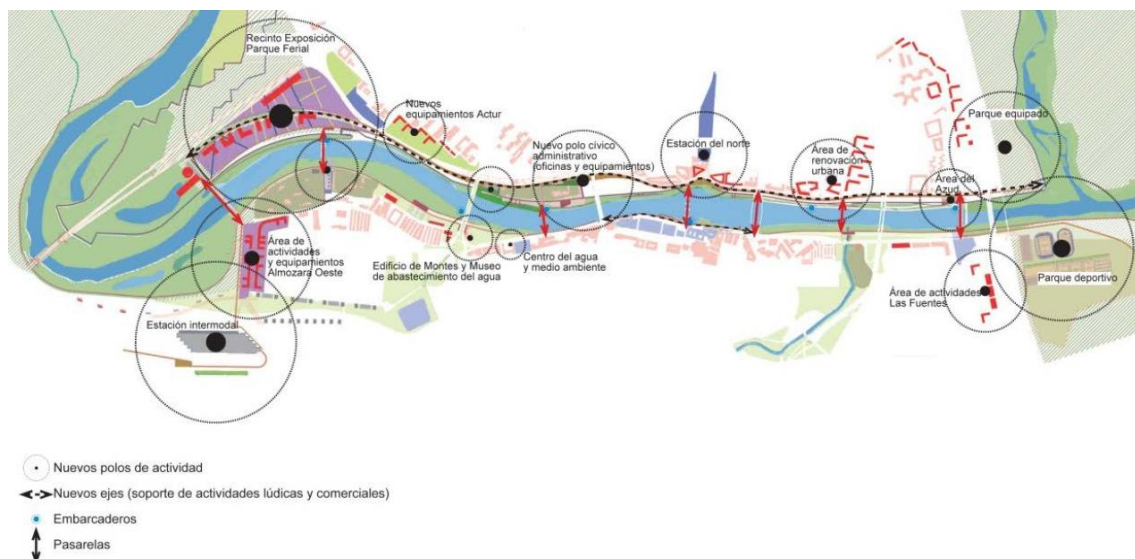 Recinto Exposición
Parque Ferial
Nuevos
equipamientos Actur
Nuevo polo cívico
administrativo
(oficinas y equipamientos)
Estación del norte
Área de
renovación
urbana
Parque equipado
Área del
Azud
Área de
actividades
y equipamientos
Almozara Oeste
Edificio de Montes y Museo
de abastecimiento del agua
Centro del agua
y medio ambiente
Parque deportivo
Área de actividades
Las Fuentes
Estación intermodal
Nuevos polos de actividad
Nuevos ejes (soporte de actividades lúdicas y comerciales)
Embarcaderos
Pasarelas